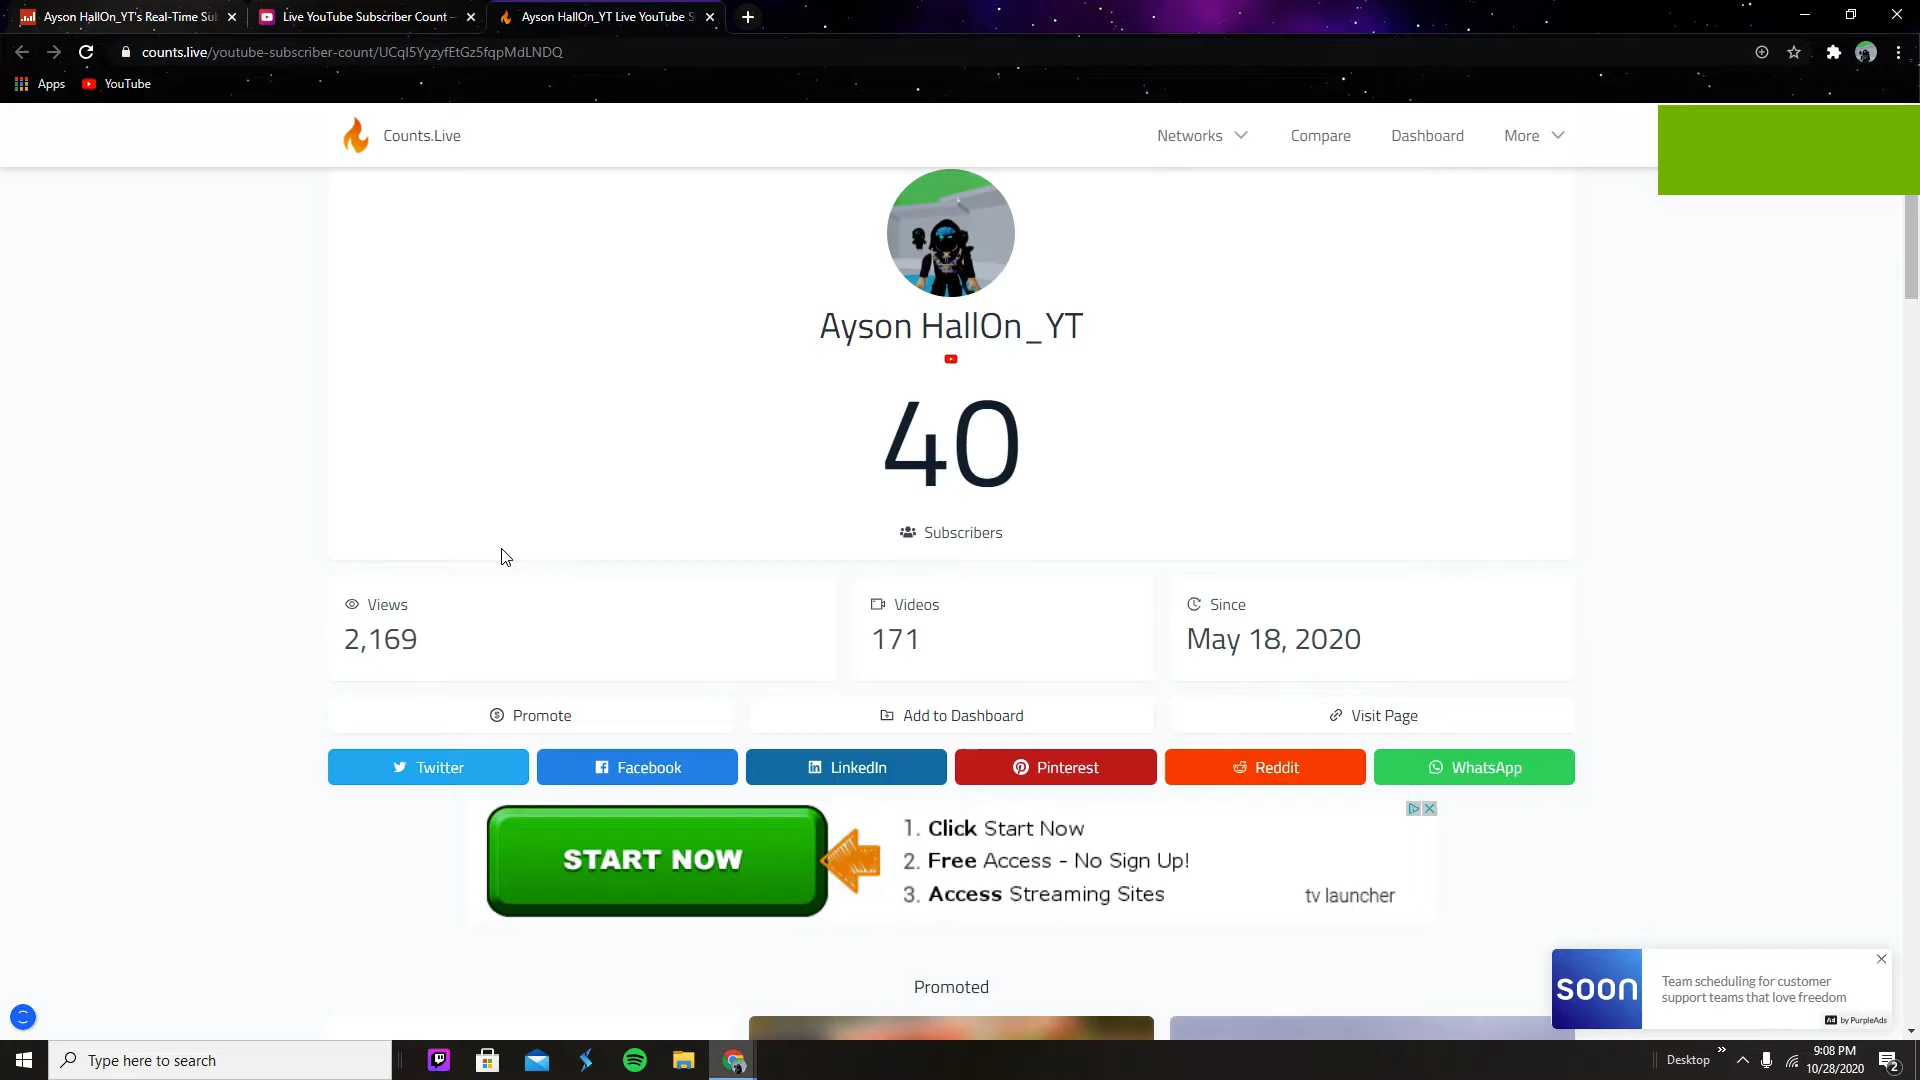 Ayson HallOn_YT's Real-Time Su
Live YouTube Subscriber Count –
Ayson HallOn_YT Live YouTube S
counts.live/youtube-subscriber-count/UCqI5YyzyfEtGz5fqpMdLNDQ
Apps
YouTube
Counts.Live
Networks
Compare
Dashboard
More
Ayson HallOn_YT
40
Subscribers
Views
2,169
Videos
171
Since
May 18, 2020
Promote
Add to Dashboard
Visit Page
Twitter
Facebook
LinkedIn
Pinterest
Reddit
WhatsApp
START NOW
1. Click Start Now
2. Free Access - No Sign Up!
3. Access Streaming Sites
tv launcher
Promoted
soon
Team scheduling for customer
support teams that love freedom
Ad by PurpleAds
Type here to search
Desktop
9:08 PM
10/28/2020
2